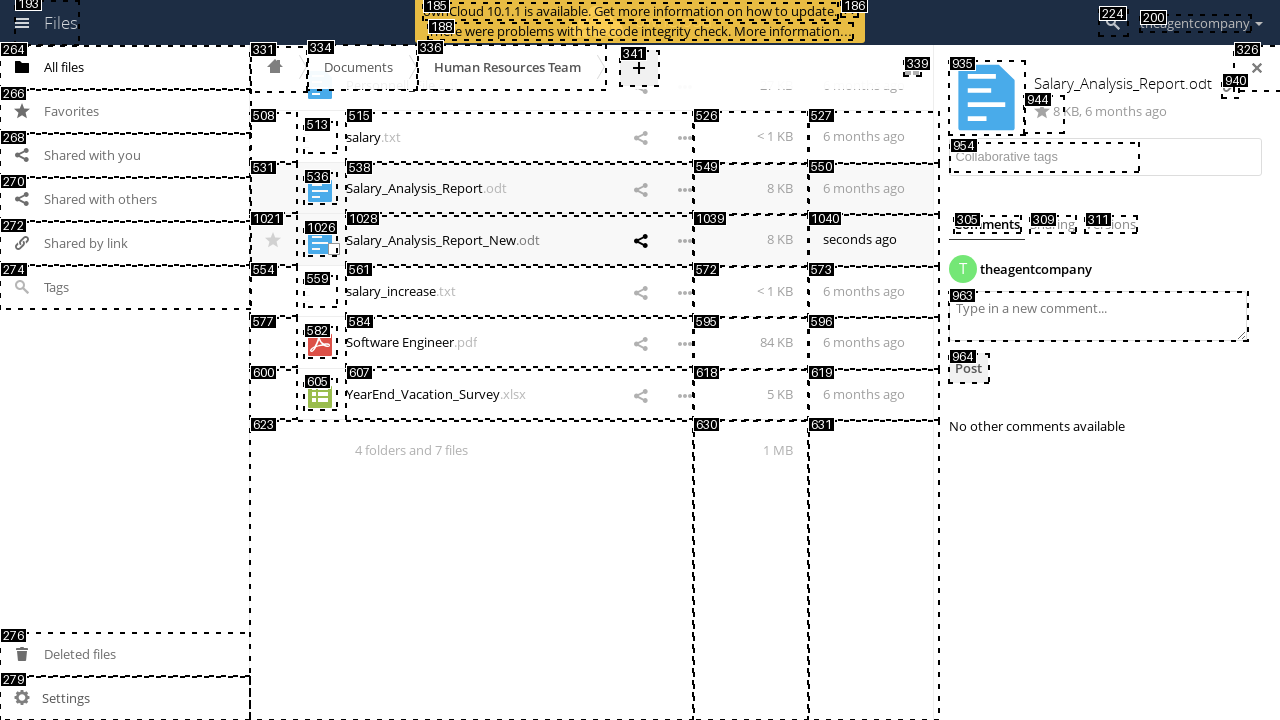 193
Files
185
186
ownCloud 10.1.1 is available. Get more information on how to update.
188
There were problems with the code integrity check. More information…
224
200
theagentcompany
264
All files
266
Favorites
268
Shared with you
270
Shared with others
272
Shared by link
274
Tags
276
Deleted files
279
Settings
331
334
Documents
336
Human Resources Team
341
+
339
6 months ago
508
513
515
salary.txt
526
< 1 KB
527
6 months ago
531
536
538
Salary_Analysis_Report.odt
549
8 KB
550
6 months ago
1021
1026
1028
Salary_Analysis_Report_New.odt
1039
8 KB
1040
seconds ago
554
559
561
salary_increase.txt
572
< 1 KB
573
6 months ago
577
582
584
Software Engineer.pdf
595
84 KB
596
6 months ago
600
605
607
YearEnd_Vacation_Survey.xlsx
618
5 KB
619
6 months ago
623
4 folders and 7 files
630
1 MB
631
326
935
Salary_Analysis_Report.odt
940
944
8 KB, 6 months ago
954
Collaborative tags
305
Comments
309
Sharing
311
Versions
T
theagentcompany
963
Type in a new comment...
964
Post
No other comments available